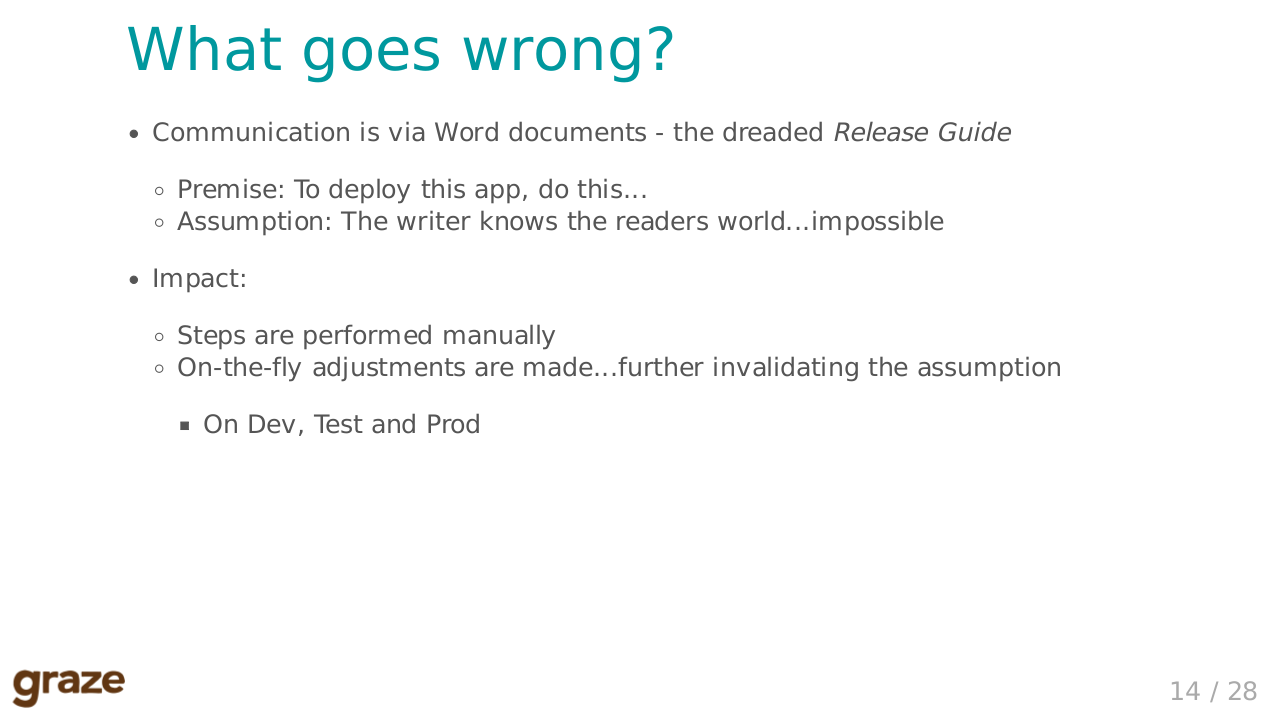 What goes wrong?
• Communication is via Word documents - the dreaded Release Guide
◦ Premise: To deploy this app, do this...
◦ Assumption: The writer knows the readers world...impossible
• Impact:
◦ Steps are performed manually
◦ On-the-fly adjustments are made...further invalidating the assumption
▪ On Dev, Test and Prod
graze
14 / 28